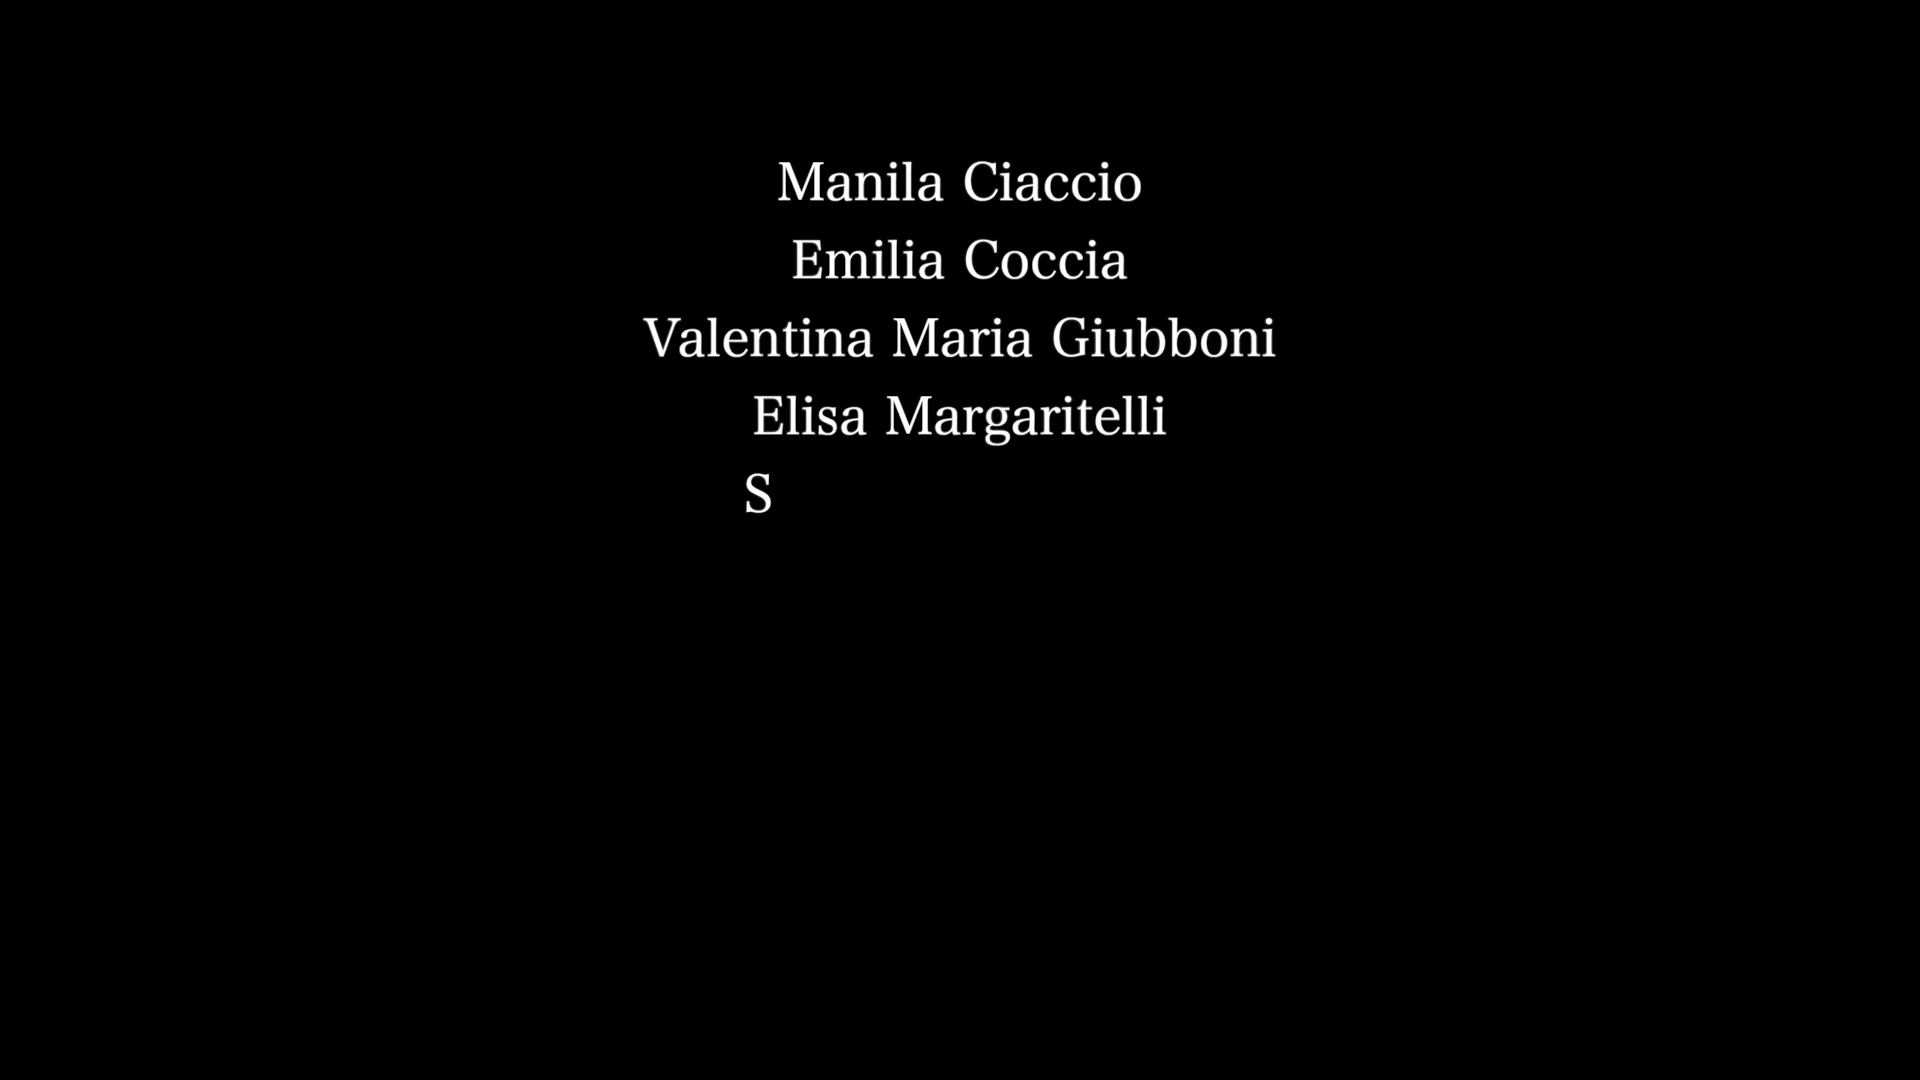 Manila Ciaccio
Emilia Coccia
Valentina Maria Giubboni
Elisa Margaritelli
S